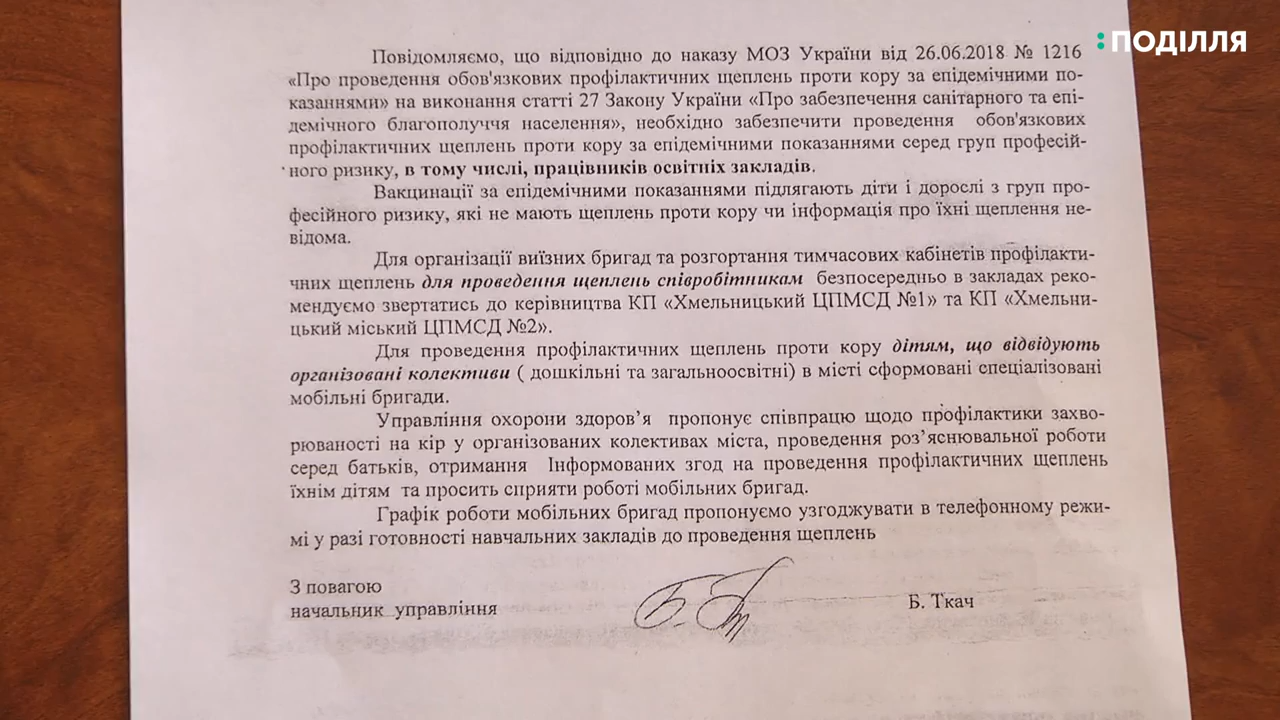 :ПОДІЛЛЯ
Повідомляємо, що відповідно до наказу МОЗ України від 26.06.2018 № 1216
«Про проведення обов'язкових профілактичних щеплень проти кору за епідемічними по-
казаннями» на виконання статті 27 Закону України «Про забезпечення санітарного та епі-
демічного благополуччя населення», необхідно забезпечити проведення обов'язкових
профілактичних щеплень проти кору за епідемічними показаннями серед груп професій-
ного ризику, в тому числі, працівників освітніх закладів.
Вакцинації за епідемічними показаннями підлягають діти і дорослі з груп про-
фесійного ризику, які не мають щеплень проти кору чи інформація про їхні щеплення не-
відома.
Для організації виїзних бригад та розгортання тимчасових кабінетів профілакти-
чних щеплень для проведення щеплень співробітникам безпосередньо в закладах реко-
мендуємо звертатись до керівництва КП «Хмельницький ЦПМСД №1» та КП «Хмельни-
цький міський ЦПМСД №2».
Для проведення профілактичних щеплень проти кору дітям, що відвідують
організовані колективи ( дошкільні та загальноосвітні) в місті сформовані спеціалізовані
мобільні бригади.
Управління охорони здоров’я пропонує співпрацю щодо профілактики захво-
рюваності на кір у організованих колективах міста, проведення роз’яснювальної роботи
серед батьків, отримання Інформованих згод на проведення профілактичних щеплень
їхнім дітям та просить сприяти роботі мобільних бригад.
Графік роботи мобільних бригад пропонуємо узгоджувати в телефонному режи-
мі у разі готовності навчальних закладів до проведення щеплень
З повагою
начальник управління Б. Ткач